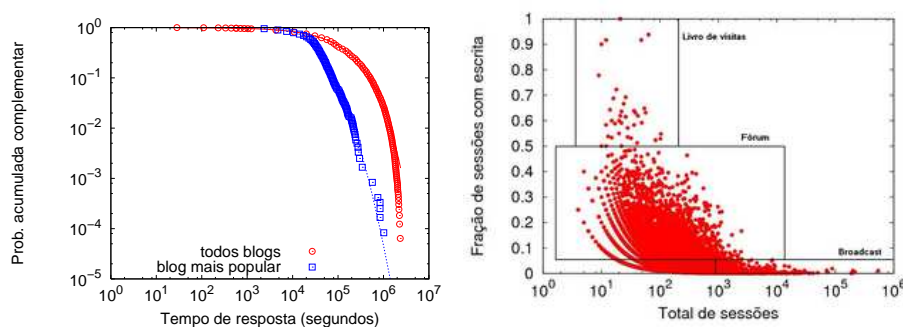 Prob. acumulada complementar
10^0
10^-1
10^-2
10^-3
10^-4
10^-5
todos blogs
blog mais popular
10^0 10^1 10^2 10^3 10^4 10^5 10^6 10^7
Tempo de resposta (segundos)
Fração de sessões com escrita
1
0.9
0.8
0.7
0.6
0.5
0.4
0.3
0.2
0.1
0
Livro de visitas
Fórum
Broadcast
10^0 10^1 10^2 10^3 10^4 10^5 10^6
Total de sessões